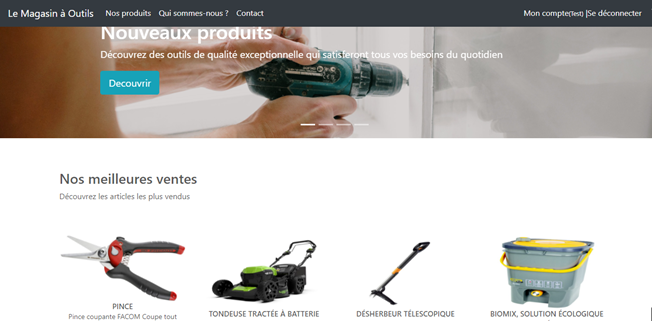 Le Magasin à Outils Nos produits Qui sommes-nous ? Contact Mon compte(Test) |Se déconnecter
Nouveaux produits
Découvrez des outils de qualité exceptionnelle qui satisferont tous vos besoins du quotidien
Decouvrir
Nos meilleures ventes
Découvrez les articles les plus vendus
PINCE
Pince coupante FACOM Coupe tout
TONDEUSE TRACTÉE À BATTERIE
DÉSHERBEUR TÉLESCOPIQUE
BIOMIX, SOLUTION ÉCOLOGIQUE